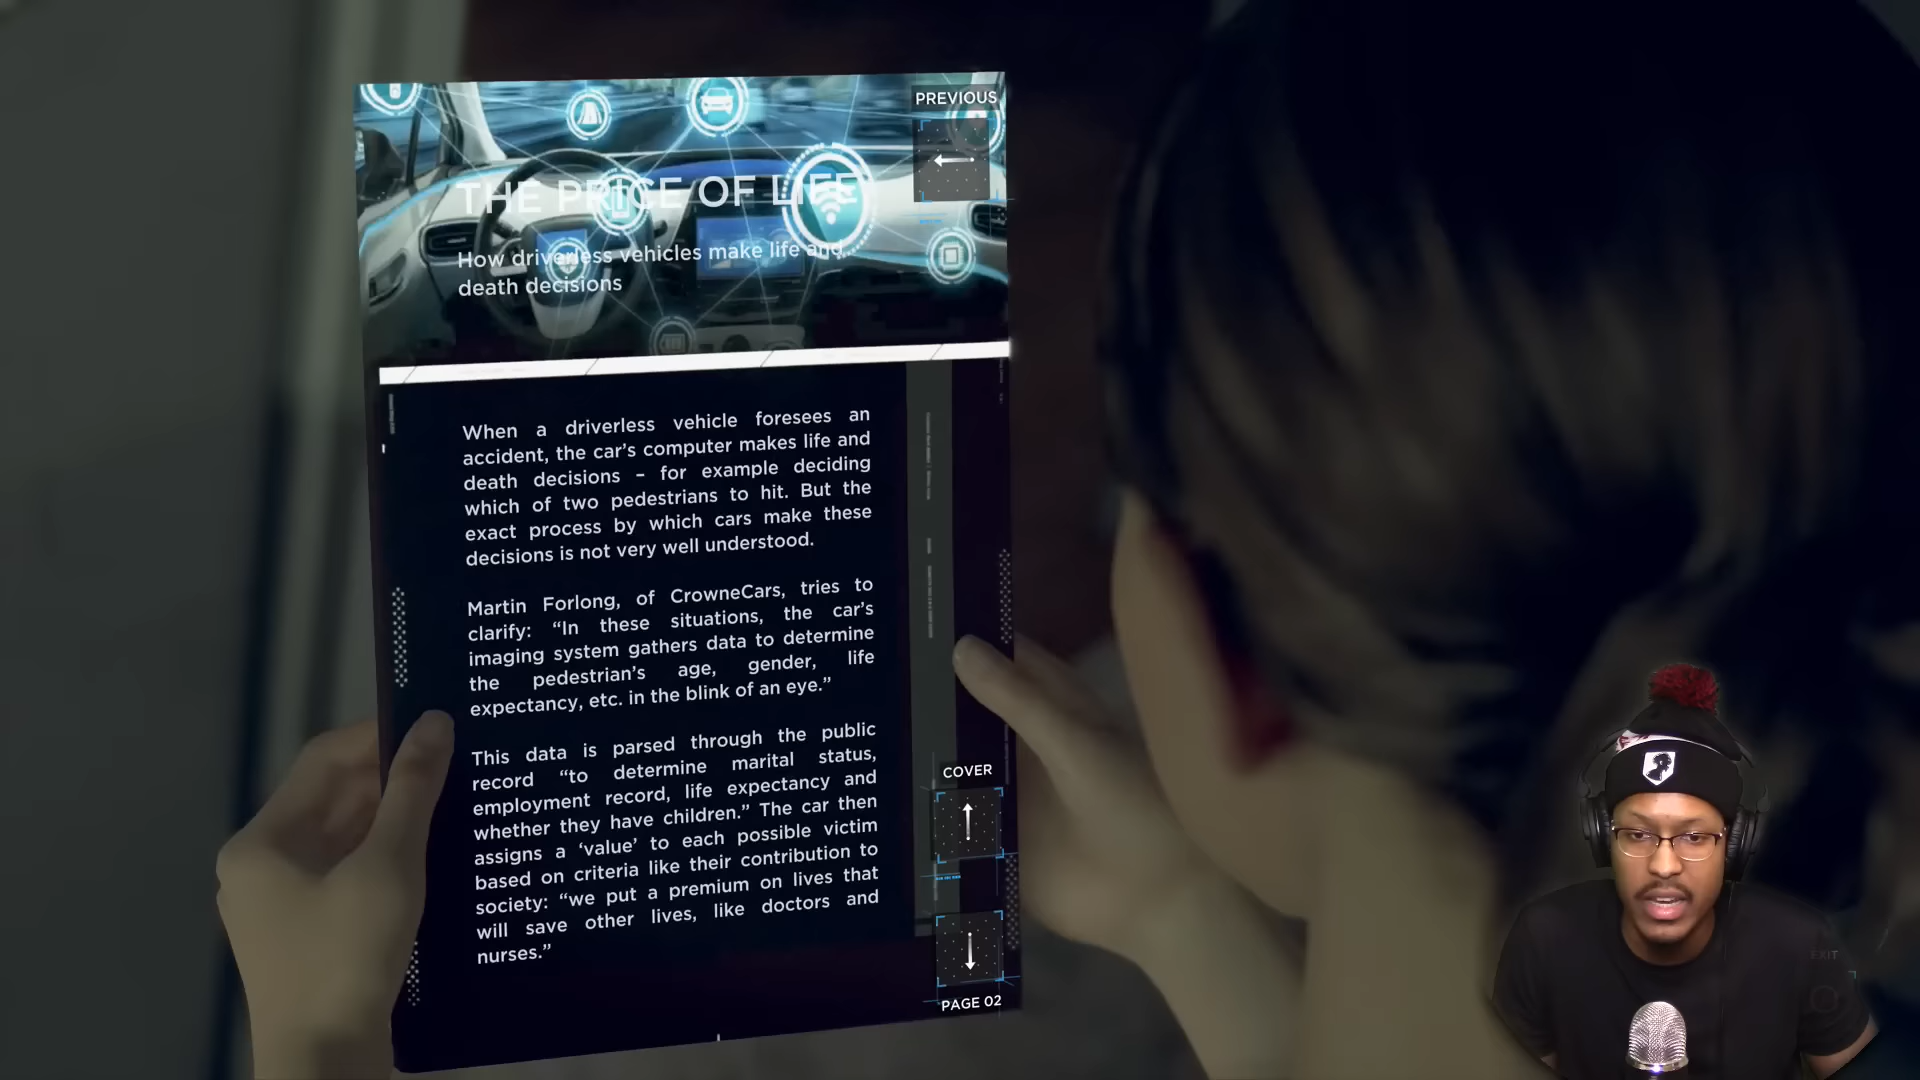 PREVIOUS
THE PRICE OF LIFE
How driverless vehicles make life and
death decisions
When a driverless vehicle foresees an
accident, the car's computer makes life and
death decisions – for example deciding
which of two pedestrians to hit. But the
exact process by which cars make these
decisions is not very well understood.
Martin Forlong, of CrowneCars, tries to
clarify: “In these situations, the car's
imaging system gathers data to determine
the pedestrian's age, gender, life
expectancy, etc. in the blink of an eye.”
This data is parsed through the public
record “to determine marital status,
employment record, life expectancy and
whether they have children.” The car then
assigns a ‘value’ to each possible victim
based on criteria like their contribution to
society: “we put a premium on lives that
will save other lives, like doctors and
nurses.”
COVER
PAGE 02
EXIT